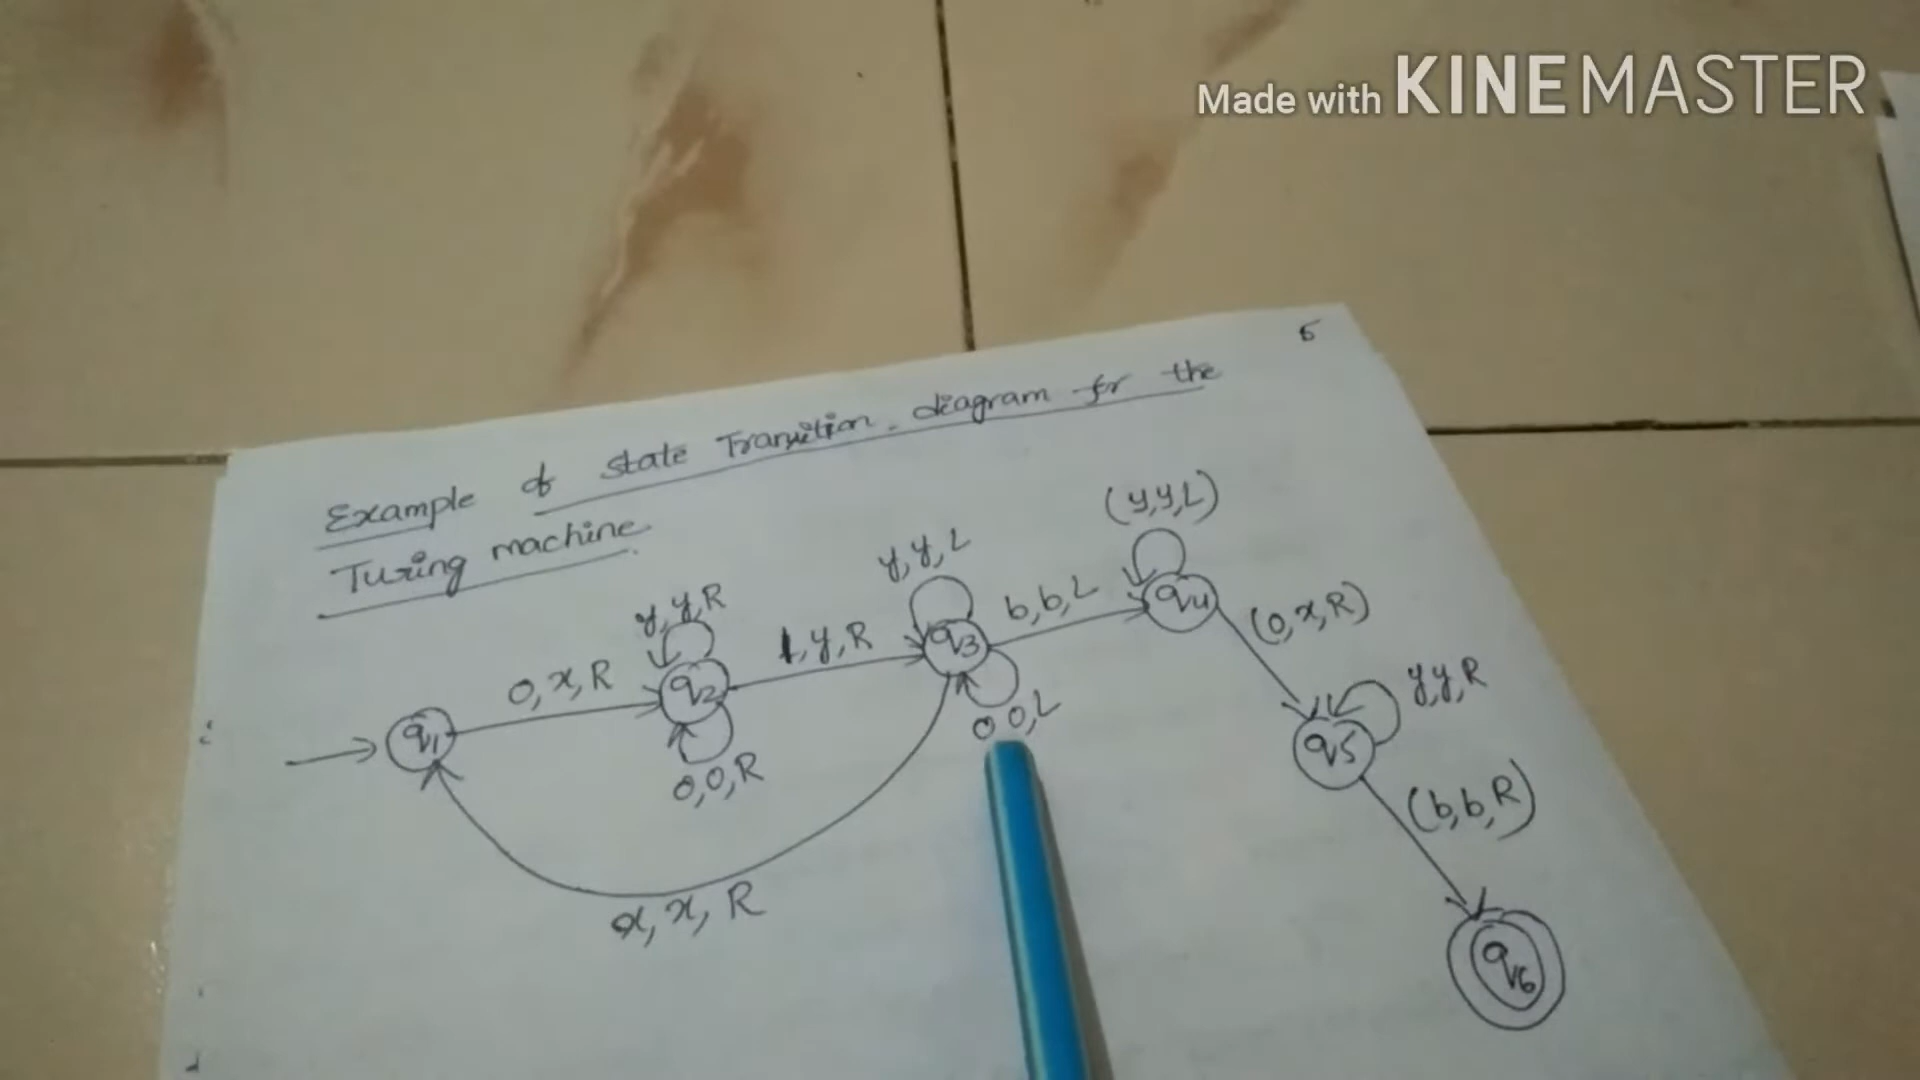 Made with KINEMASTER
5
Example of state Transition diagram for the
Turing machine
y, y, L
(y,y,L)
y, y, R
b, b, L
q4
(0, x, R)
0, x, R
q2
1, y, R
q3
y,y,R
q1
0,0,R
0 0, L
q5
(b, b, R)
x, x, R
q6